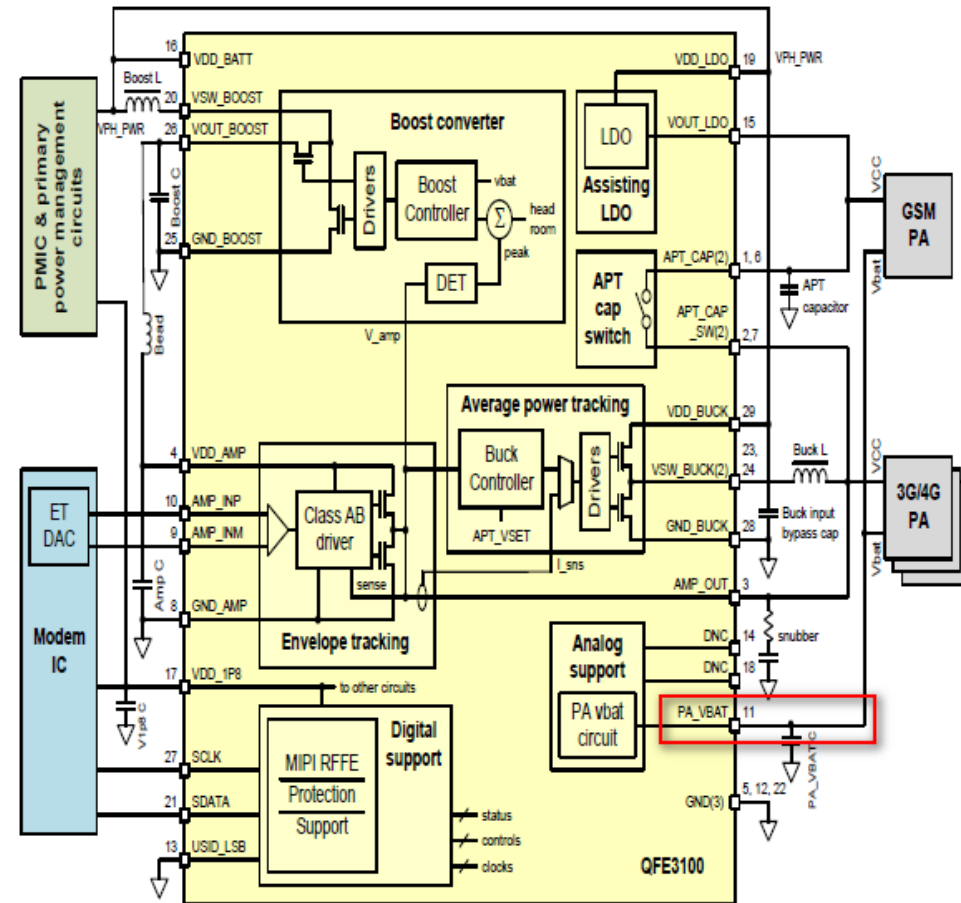 PMIC & primary
power management
circuits
VPH_PWR
Boost L
Boost C
Bead
16
VDD_BATT
20
VSW_BOOST
26
VOUT_BOOST
25
GND_BOOST
Boost converter
Drivers
Boost
Controller
vbat
Σ
head
room
peak
DET
V_amp
LDO
Assisting
LDO
VDD_LDO
19
VPH_PWR
VOUT_LDO
15
APT
cap
switch
APT_CAP(2)
1, 6
APT
capacitor
APT_CAP
_SW(2)
2,7
VCC
Vbat
GSM
PA
Average power tracking
Buck
Controller
APT_VSET
Drivers
I_sns
VDD_BUCK
29
23,
VSW_BUCK(2)
24
Buck L
GND_BUCK
28
Buck input
bypass cap
VCC
Vbat
3G/4G
PA
AMP_OUT
3
snubber
Modem
IC
ET
DAC
4
VDD_AMP
10
AMP_INP
9
AMP_INM
Amp C
8
GND_AMP
Class AB
driver
sense
Envelope tracking
17
VDD_1P8
V1p8 C
to other circuits
27
SCLK
21
SDATA
13
USID_LSB
MIPI RFFE
Protection
Support
Digital
support
status
controls
clocks
Analog
support
PA vbat
circuit
DNC
14
DNC
18
PA_VBAT
11
PA_VBAT C
5, 12, 22
GND(3)
QFE3100